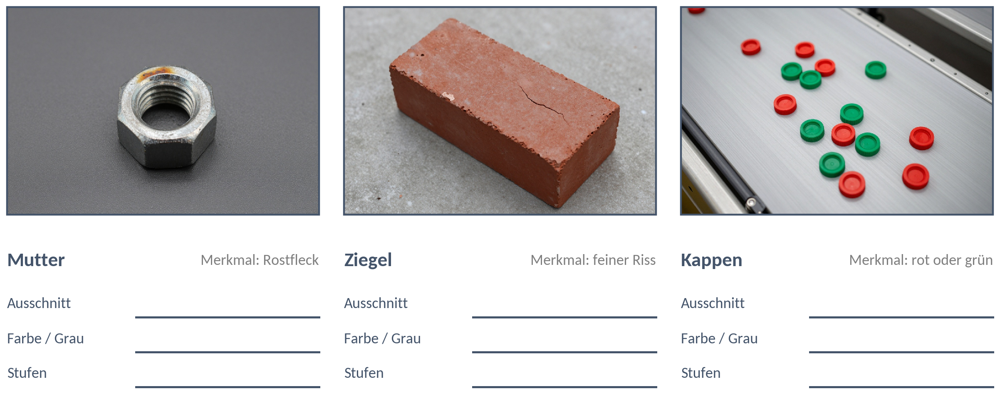 Mutter
Merkmal: Rostfleck
Ausschnitt
Farbe / Grau
Stufen
Ziegel
Merkmal: feiner Riss
Ausschnitt
Farbe / Grau
Stufen
Kappen
Merkmal: rot oder grün
Ausschnitt
Farbe / Grau
Stufen